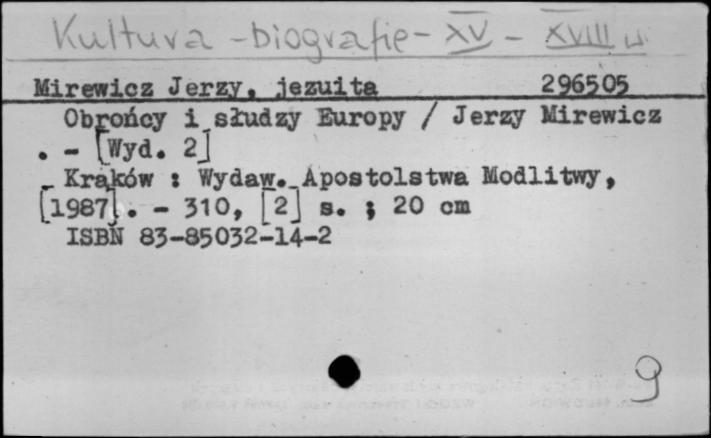 Kultura - biografie - XV - XVIII w.
Mirewicz Jerzy, jezuita 296505
Obrońcy i słudzy Europy / Jerzy Mirewicz
. - [Wyd. 2]
Kraków : Wydaw. Apostolstwa Modlitwy,
[1987]. - 310, [2] s. ; 20 cm
ISBN 83-85032-14-2
g